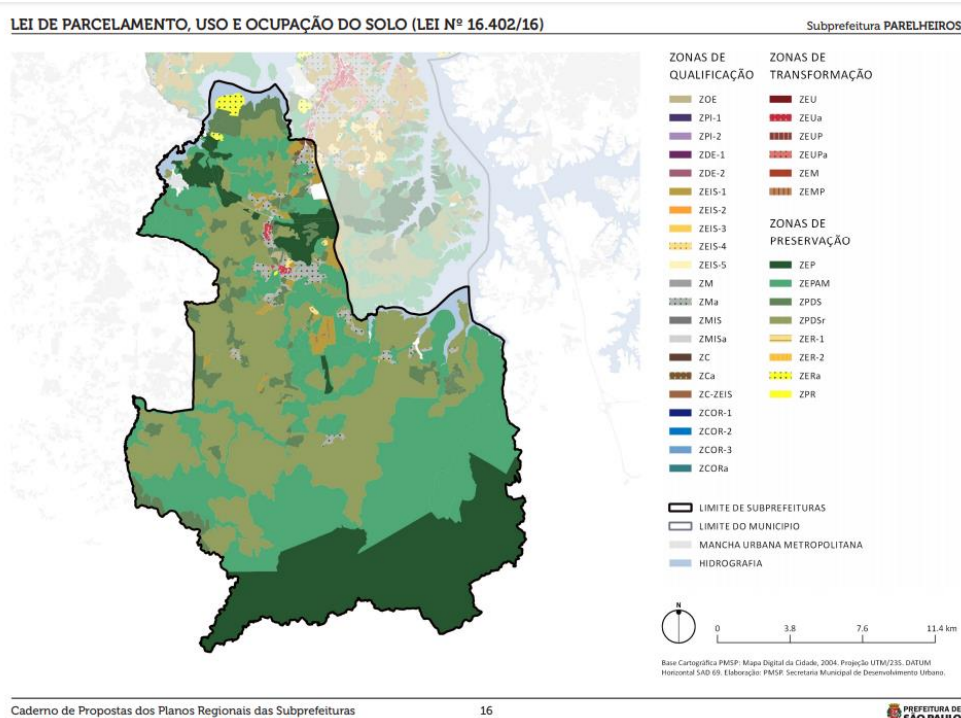 LEI DE PARCELAMENTO, USO E OCUPAÇÃO DO SOLO (LEI Nº 16.402/16)
Subprefeitura PARELHEIROS
ZONAS DE
QUALIFICAÇÃO
ZOE
ZPI-1
ZPI-2
ZDE-1
ZDE-2
ZEIS-1
ZEIS-2
ZEIS-3
ZEIS-4
ZEIS-5
ZM
ZMa
ZMIS
ZMISa
ZC
ZCa
ZC-ZEIS
ZCOR-1
ZCOR-2
ZCOR-3
ZCORa
ZONAS DE
TRANSFORMAÇÃO
ZEU
ZEUa
ZEUP
ZEUPa
ZEM
ZEMP
ZONAS DE
PRESERVAÇÃO
ZEP
ZEPAM
ZPDS
ZPDSr
ZER-1
ZER-2
ZERa
ZPR
LIMITE DE SUBPREFEITURAS
LIMITE DO MUNICIPIO
MANCHA URBANA METROPOLITANA
HIDROGRAFIA
N
0 3.8 7.6 11.4 km
Base Cartográfica PMSP: Mapa Digital da Cidade, 2004. Projeção UTM/23S. DATUM
Horizontal SAD 69. Elaboração: PMSP. Secretaria Municipal de Desenvolvimento Urbano.
Caderno de Propostas dos Planos Regionais das Subprefeituras
16
PREFEITURA DE
SÃO PAULO